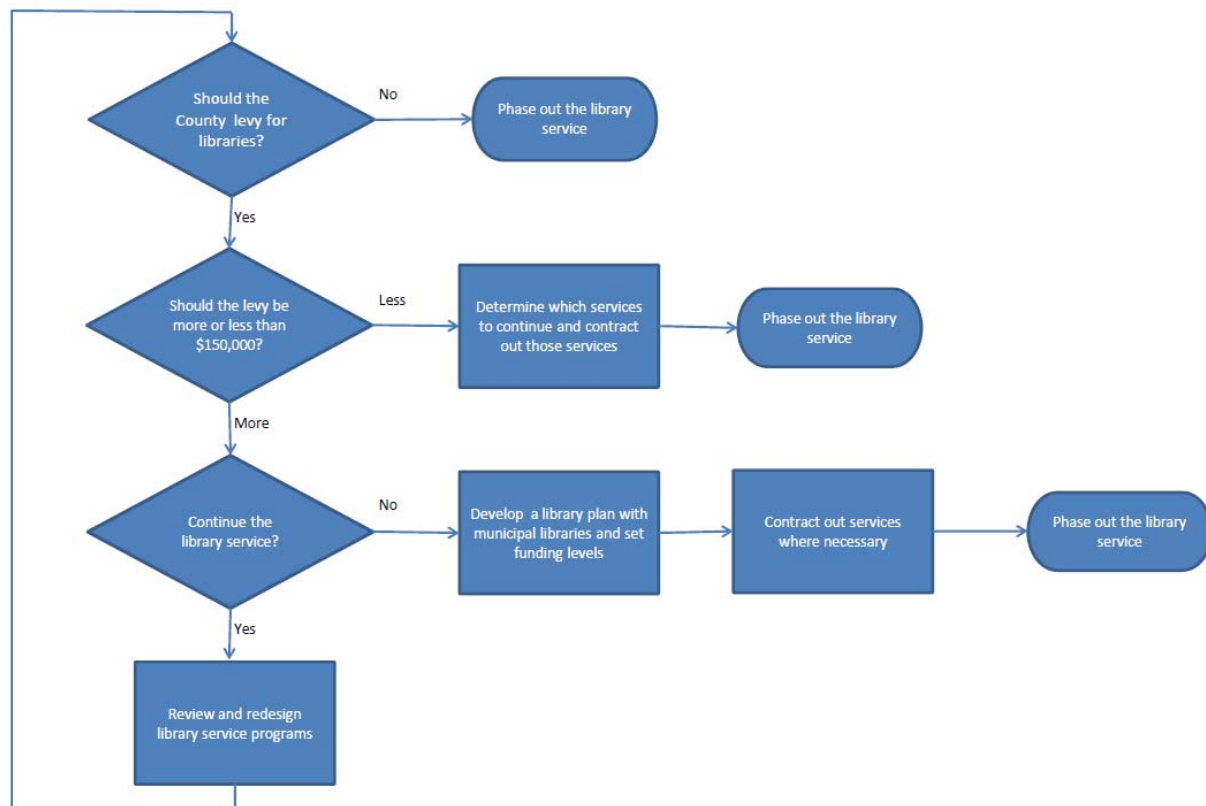 Should the
County levy for
libraries?
No
Phase out the library
service
Yes
Should the levy be
more or less than
$150,000?
Less
Determine which services
to continue and contract
out those services
Phase out the library
service
More
Continue the
library service?
No
Develop a library plan with
municipal libraries and set
funding levels
Contract out services
where necessary
Phase out the library
service
Yes
Review and redesign
library service programs